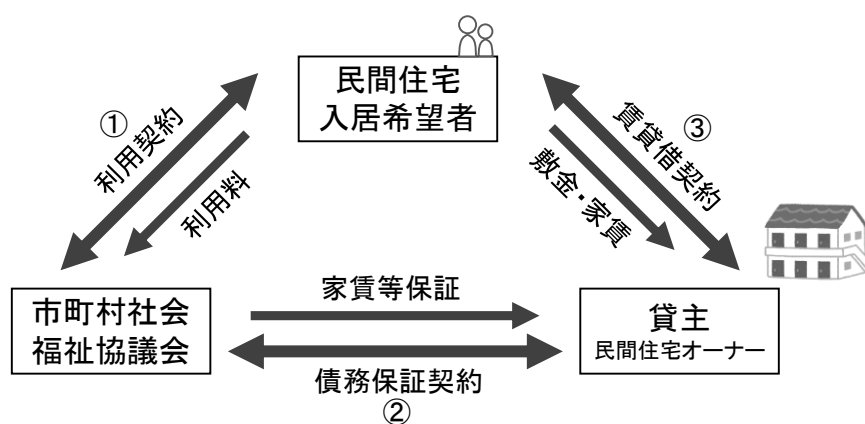 民間住宅
入居希望者
①
利用契約
利用料
③
賃貸借契約
敷金・家賃
市町村社会
福祉協議会
家賃等保証
債務保証契約
②
貸主
民間住宅オーナー